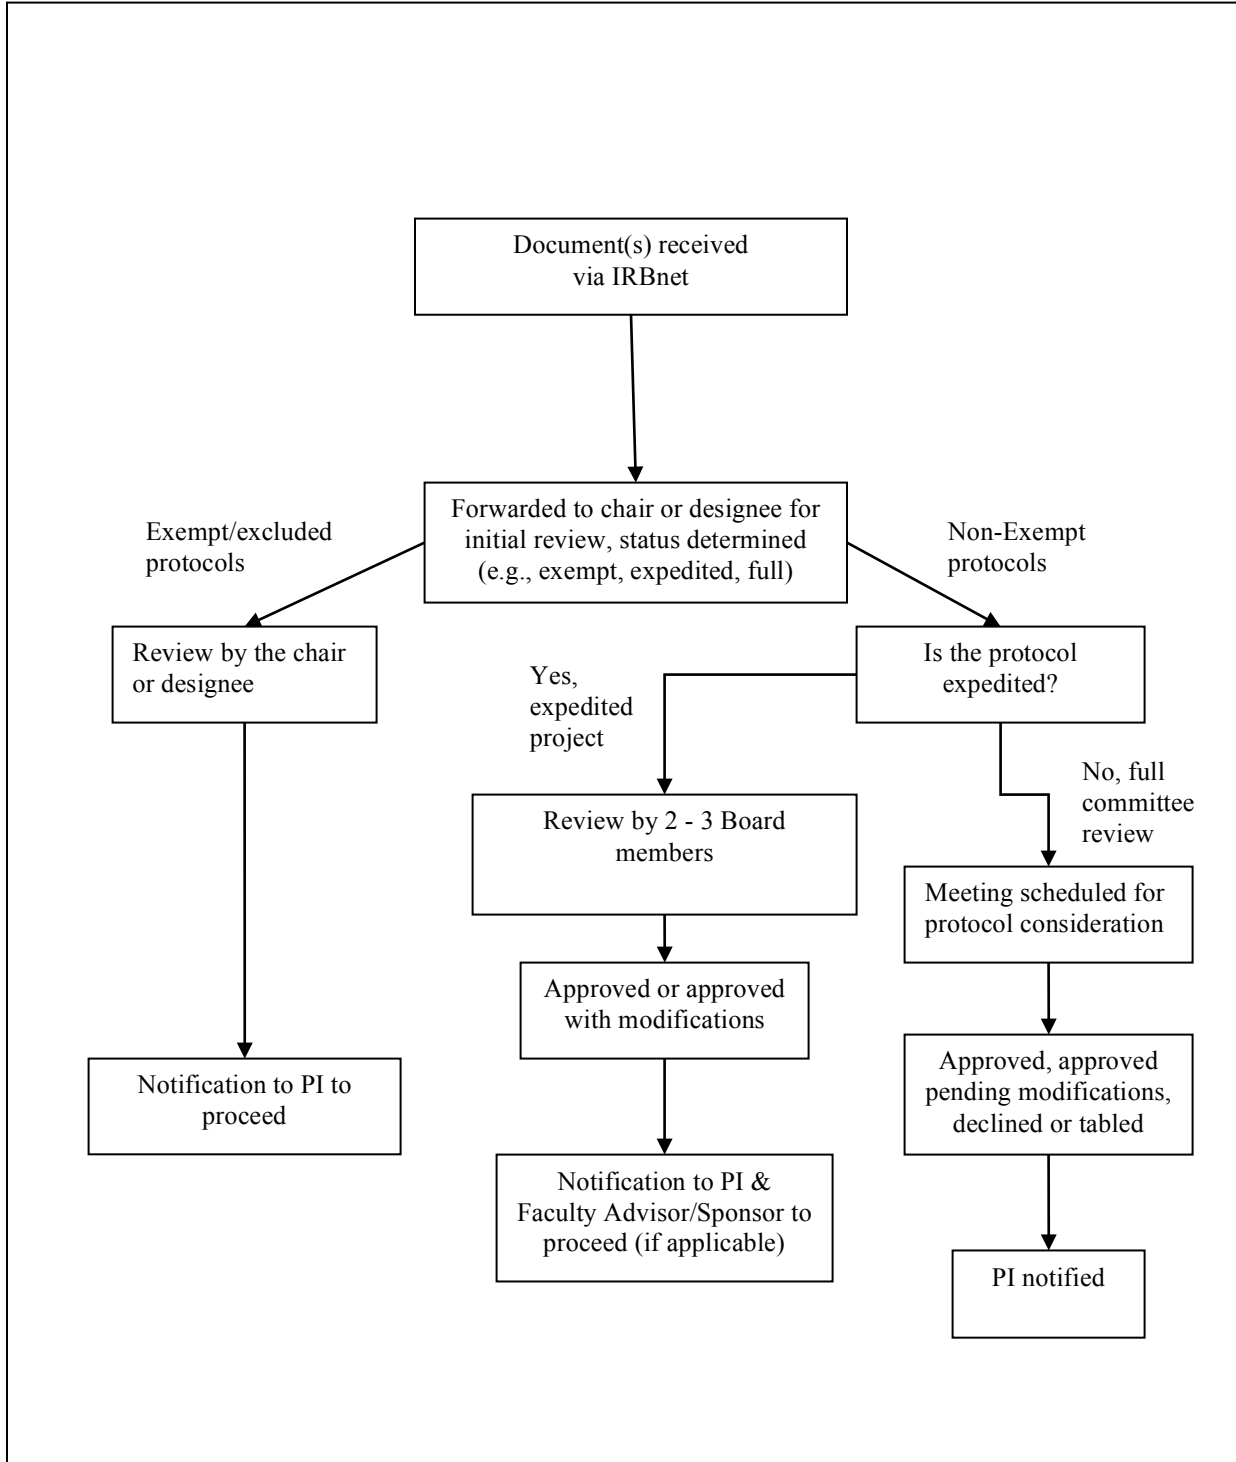 Document(s) received
via IRBnet
Forwarded to chair or designee for
initial review, status determined
(e.g., exempt, expedited, full)
Exempt/excluded
protocols
Non-Exempt
protocols
Review by the chair
or designee
Is the protocol
expedited?
Yes,
expedited
project
No, full
committee
review
Review by 2 - 3 Board
members
Meeting scheduled for
protocol consideration
Approved or approved
with modifications
Approved, approved
pending modifications,
declined or tabled
Notification to PI to
proceed
Notification to PI &
Faculty Advisor/Sponsor to
proceed (if applicable)
PI notified